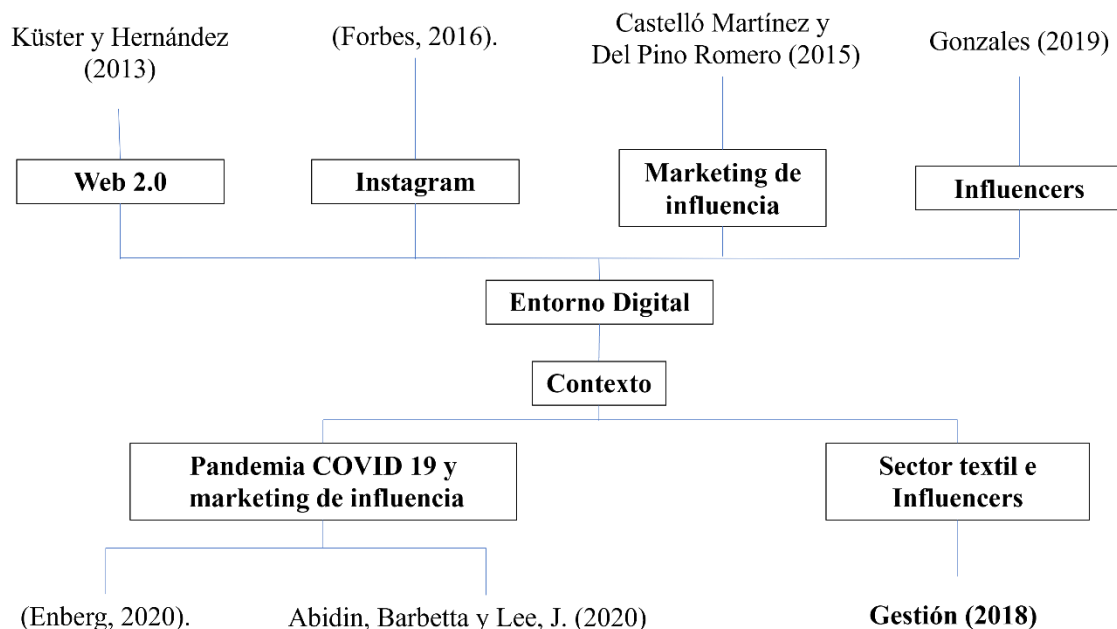 Küster y Hernández
(2013)
(Forbes, 2016).
Castelló Martínez y
Del Pino Romero (2015)
Gonzales (2019)
Web 2.0
Instagram
Marketing de
influencia
Influencers
Entorno Digital
Contexto
Pandemia COVID 19 y
marketing de influencia
Sector textil e
Influencers
(Enberg, 2020).
Abidin, Barbetta y Lee, J. (2020)
Gestión (2018)